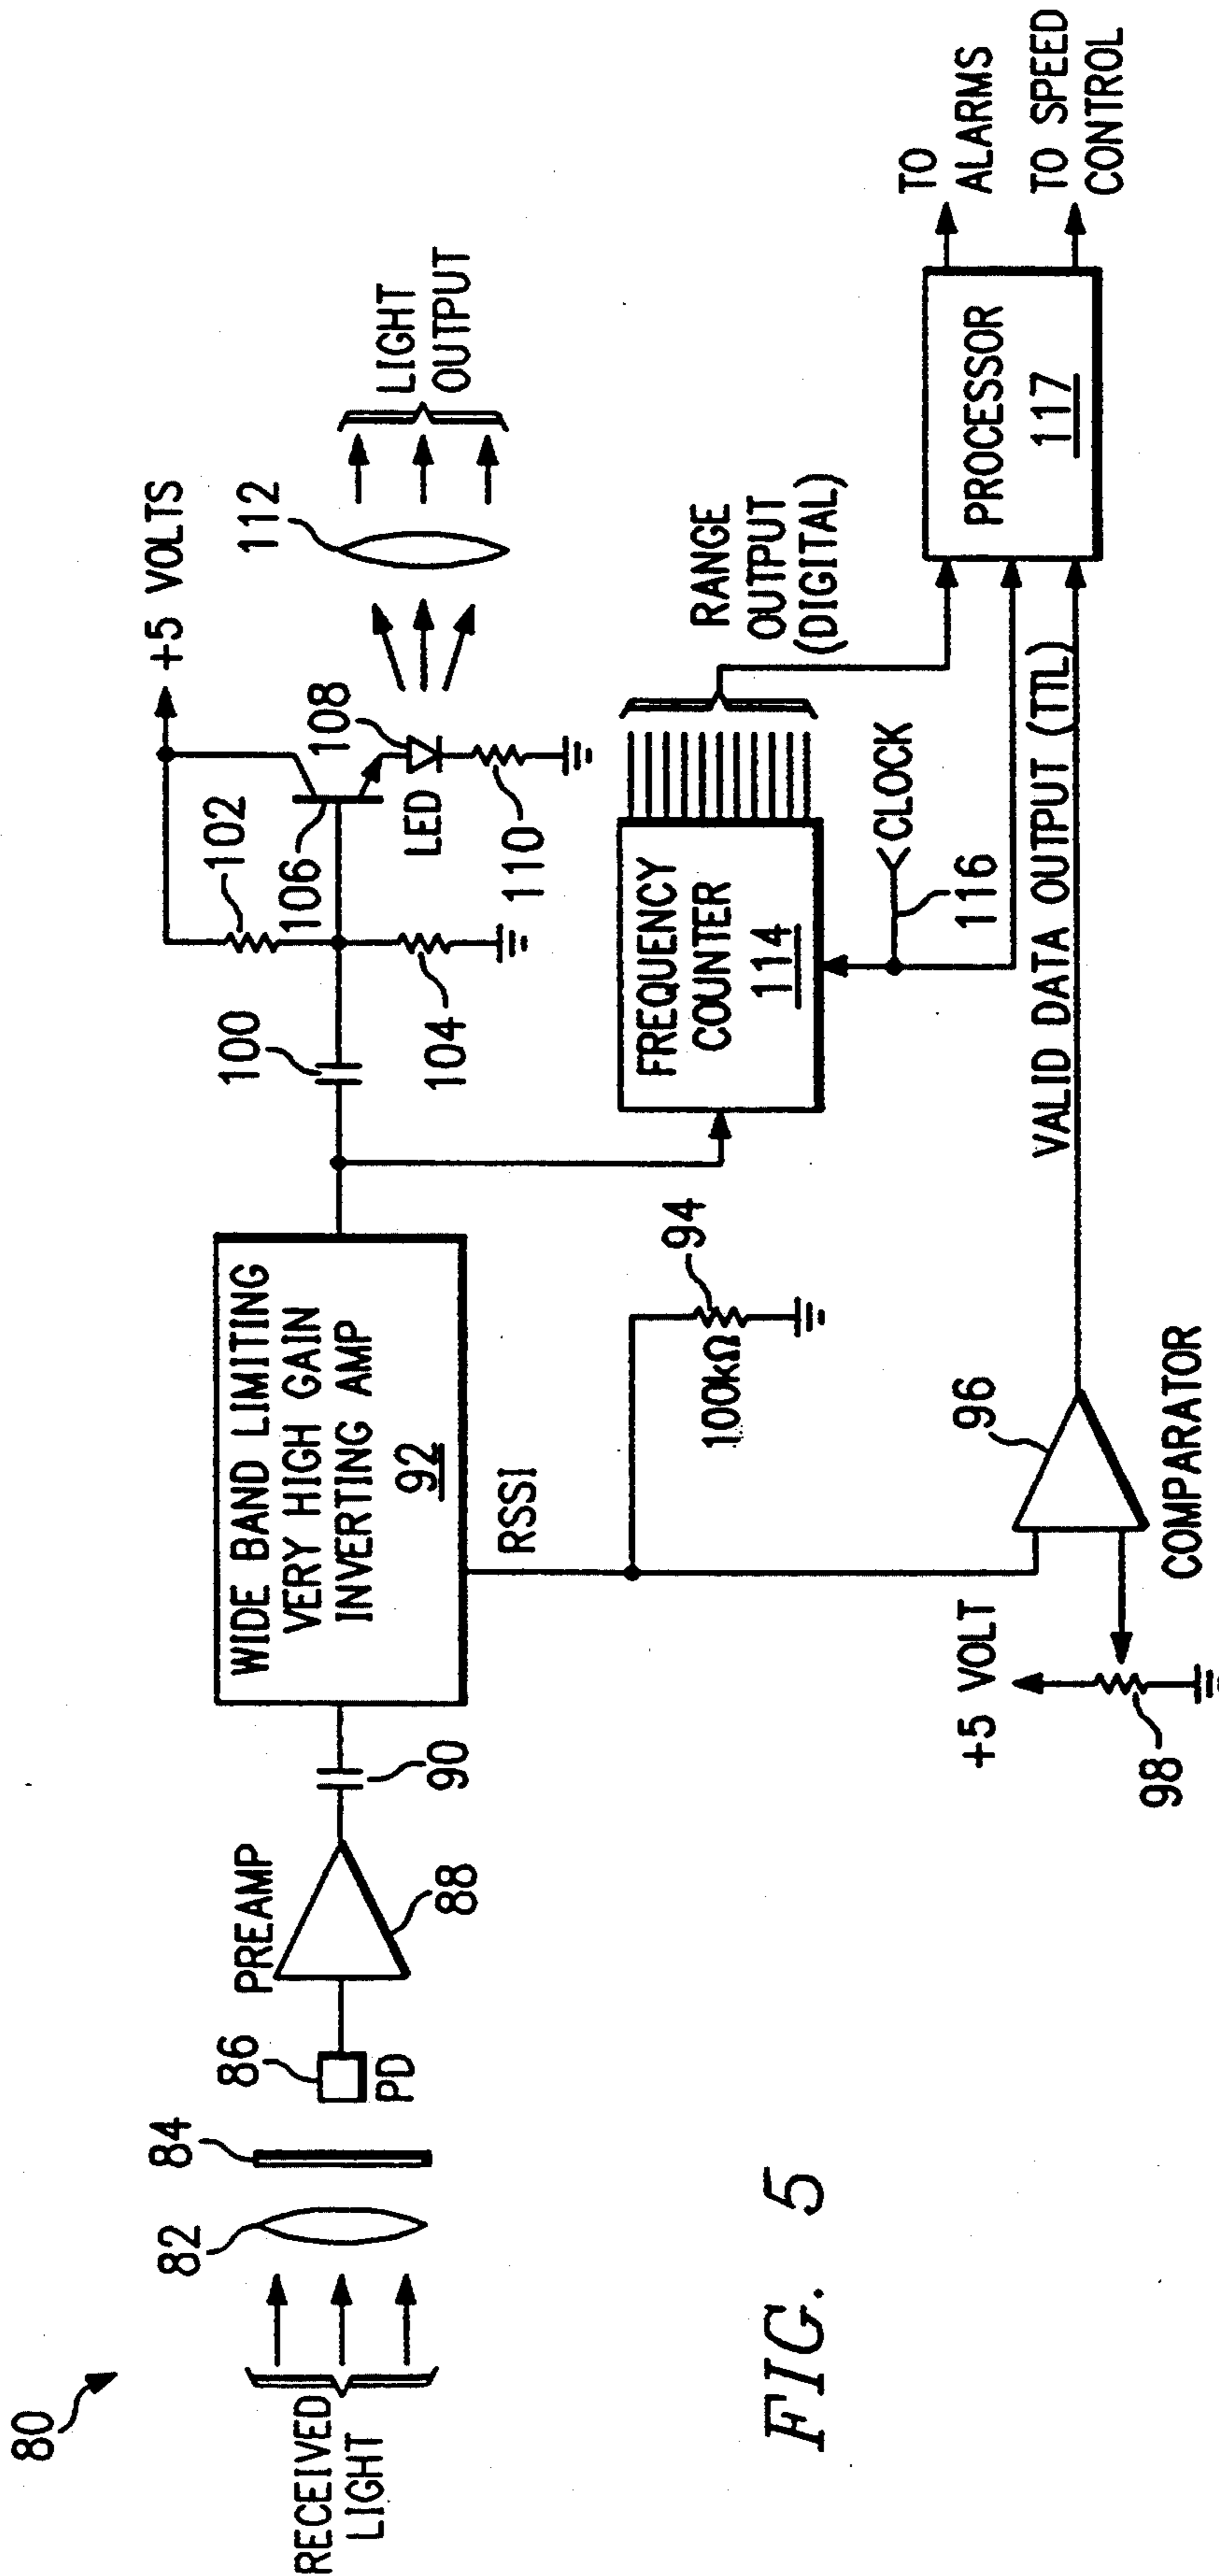 80
RECEIVED
LIGHT
82
84
86
PD
PREAMP
88
90
WIDE BAND LIMITING
VERY HIGH GAIN
INVERTING AMP
92
RSSI
94
100kΩ
100
102
104
106
+5 VOLTS
108
LED
110
112
LIGHT
OUTPUT
FREQUENCY
COUNTER
114
RANGE
OUTPUT
(DIGITAL)
CLOCK
116
+5 VOLT
98
96
COMPARATOR
VALID DATA OUTPUT (TTL)
PROCESSOR
117
TO
ALARMS
TO SPEED
CONTROL
FIG. 5